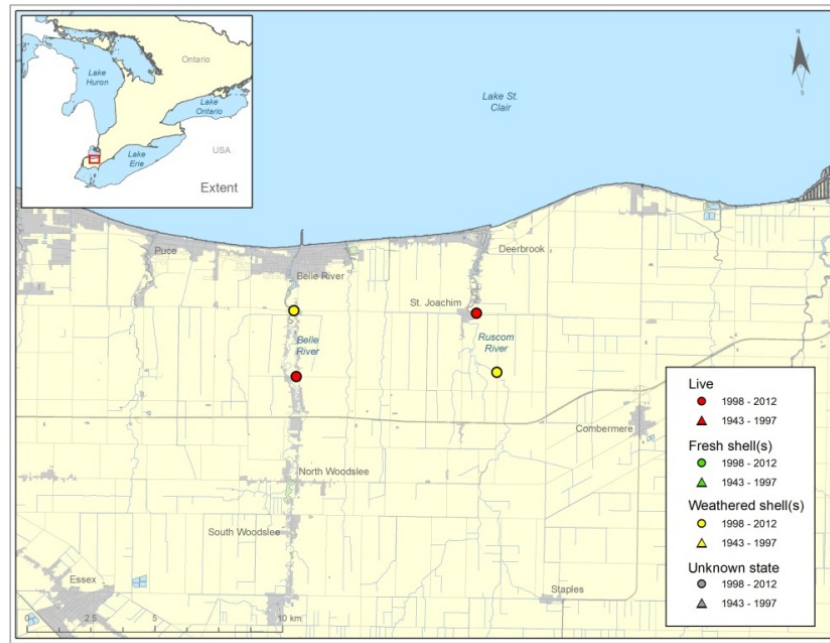 Ontario
Lake
Huron
Lake
Ontario
USA
Lake
Erie
Extent
N
S
Lake St.
Clair
Puce
Belle River
Deerbrook
St. Joachim
Belle
River
Ruscom
River
Combermere
North Woodslee
South Woodslee
Essex
Staples
0 2.5 5 10 km
Live
1998 - 2012
1943 - 1997
Fresh shell(s)
1998 - 2012
1943 - 1997
Weathered shell(s)
1998 - 2012
1943 - 1997
Unknown state
1998 - 2012
1943 - 1997